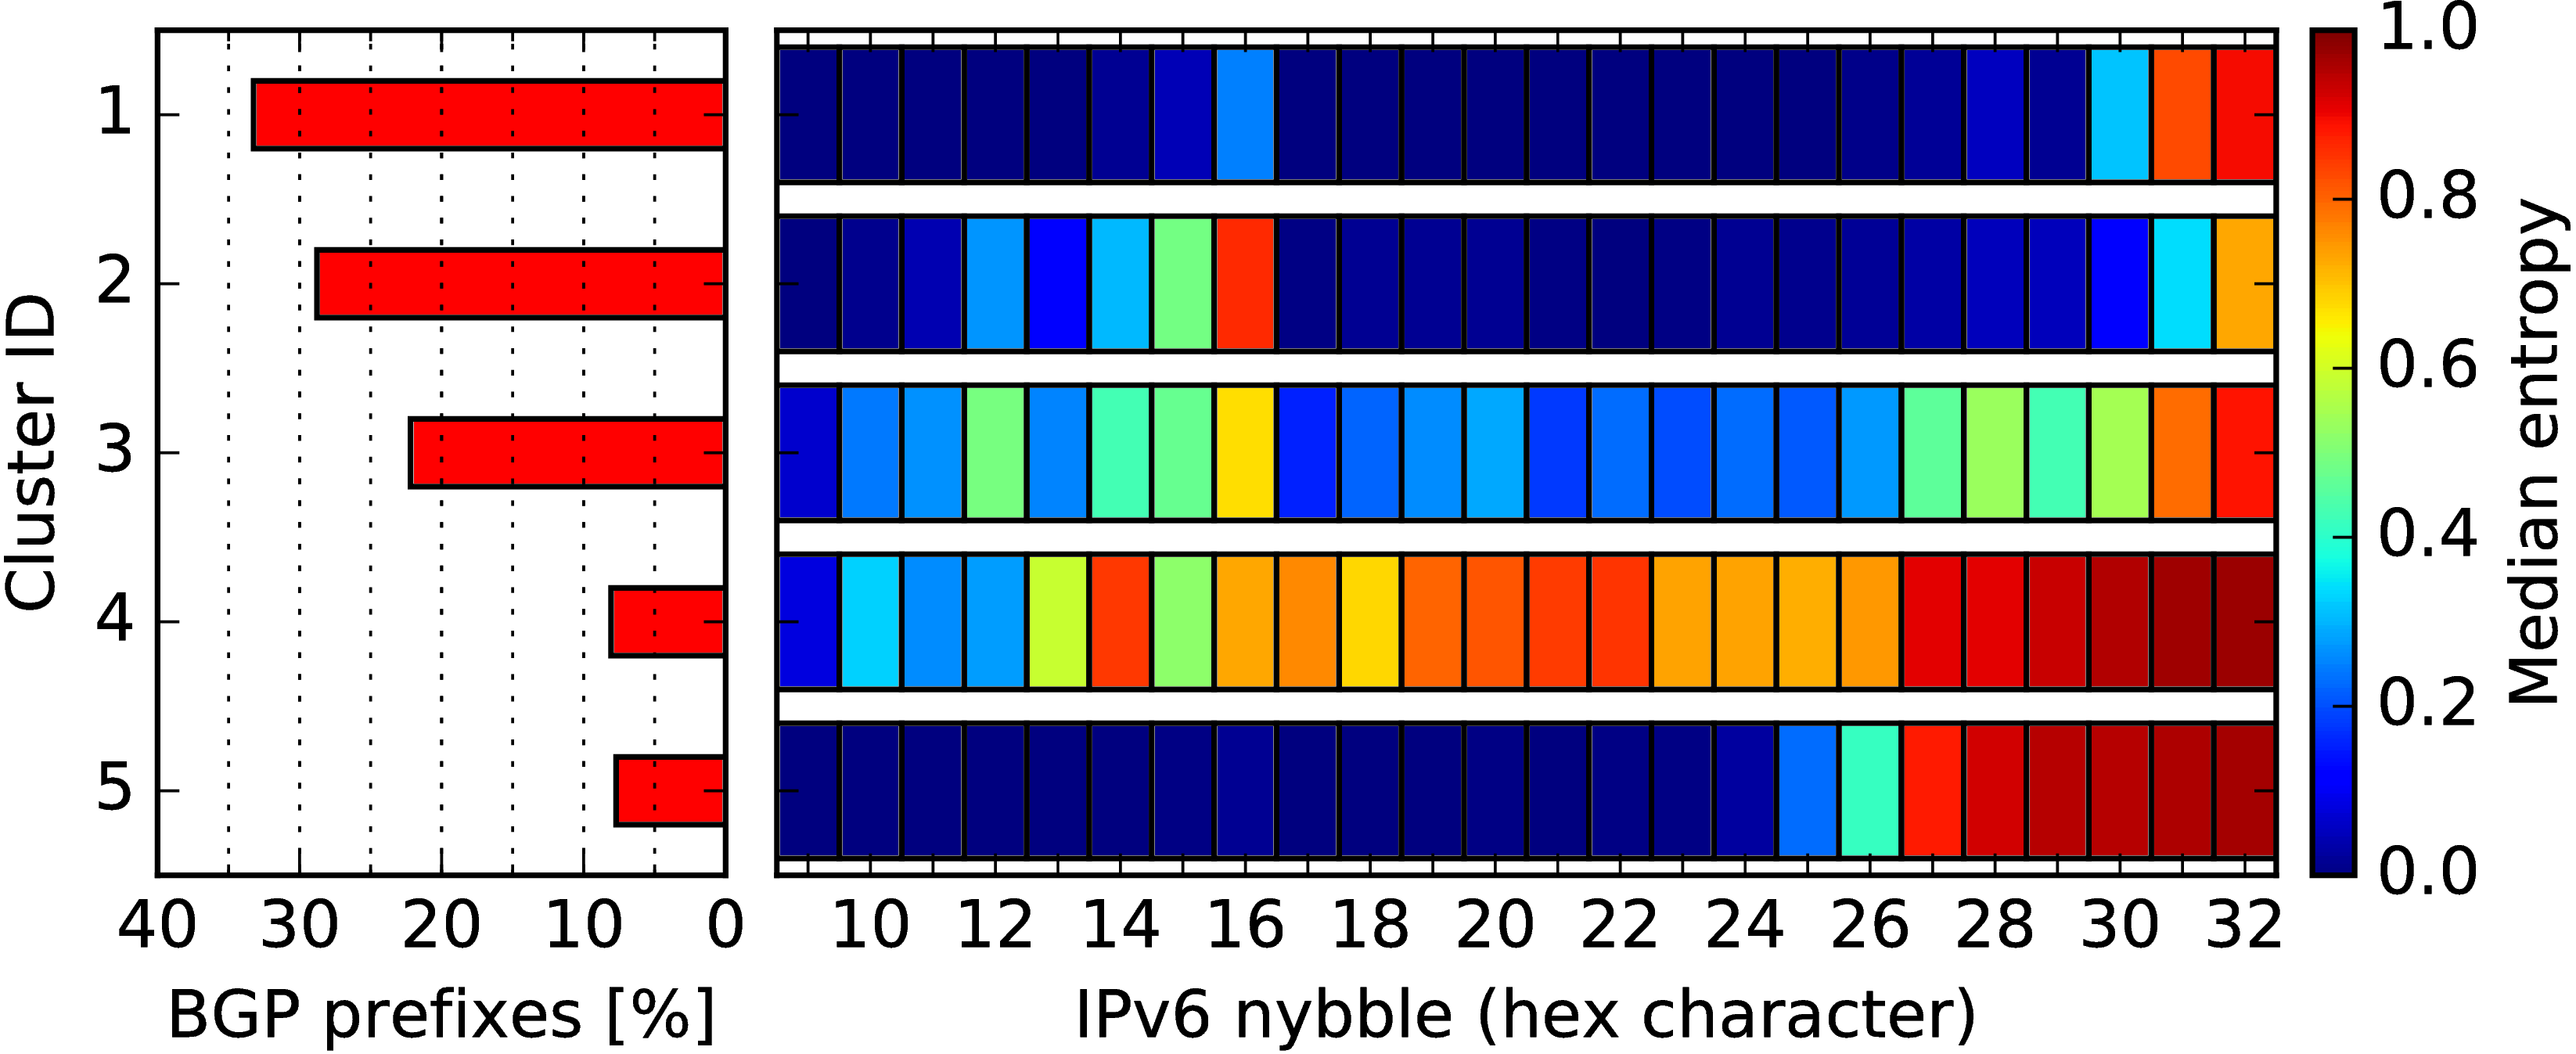 Cluster ID
1
2
3
4
5
40 30 20 10 0
BGP prefixes [%]
10 12 14 16 18 20 22 24 26 28 30 32
IPv6 nybble (hex character)
1.0
0.8
0.6
0.4
0.2
0.0
Median entropy